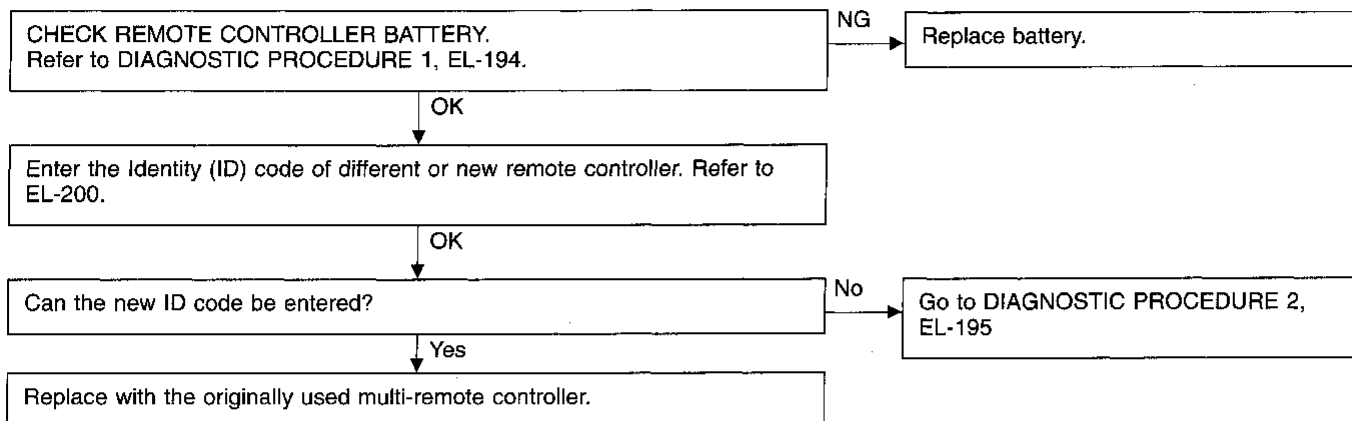 CHECK REMOTE CONTROLLER BATTERY.
Refer to DIAGNOSTIC PROCEDURE 1, EL-194.
NG
Replace battery.
OK
Enter the Identity (ID) code of different or new remote controller. Refer to
EL-200.
OK
Can the new ID code be entered?
No
Go to DIAGNOSTIC PROCEDURE 2,
EL-195
Yes
Replace with the originally used multi-remote controller.